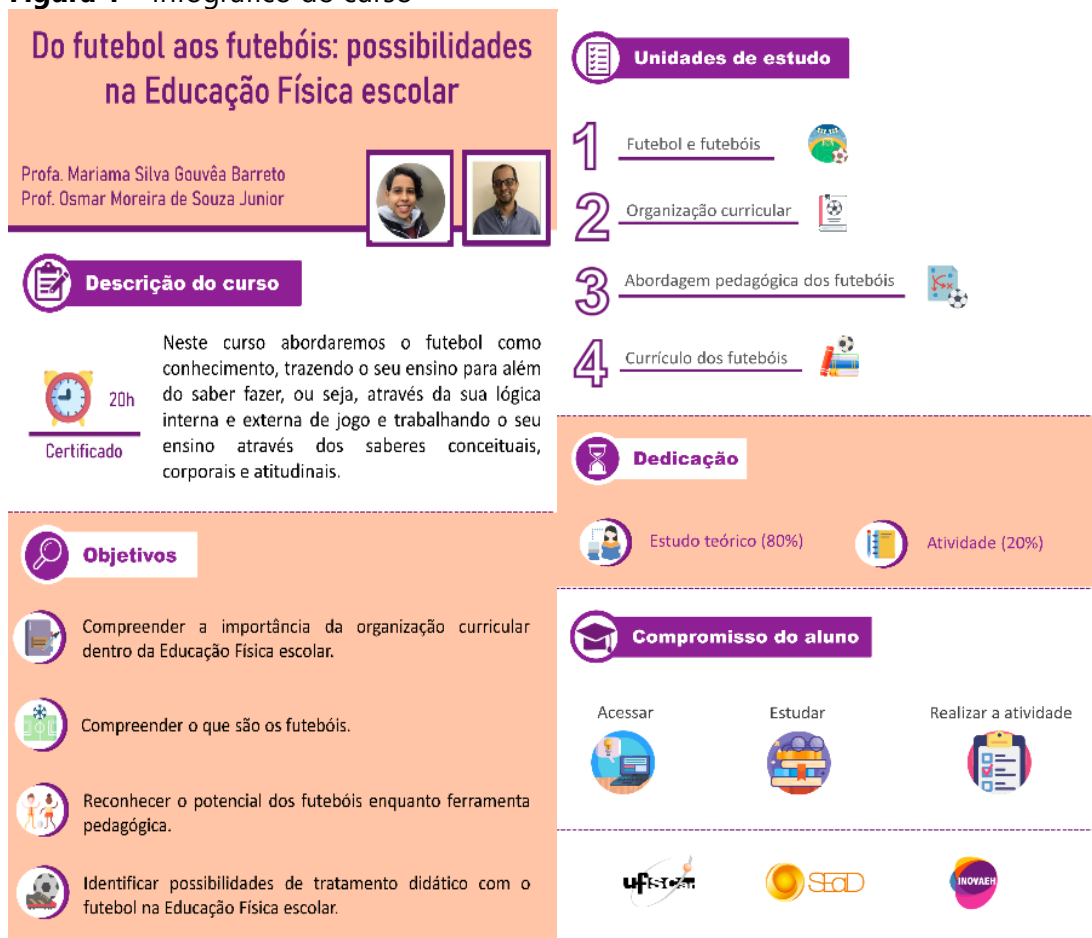 Figura 1 - Infográfico do curso
Do futebol aos futebóis: possibilidades
na Educação Física escolar
Profa. Mariama Silva Gouvêa Barreto
Prof. Osmar Moreira de Souza Junior
Descrição do curso
20h
Certificado
Neste curso abordaremos o futebol como
conhecimento, trazendo o seu ensino para além
do saber fazer, ou seja, através da sua lógica
interna e externa de jogo e trabalhando o seu
ensino através dos saberes conceituais,
corporais e atitudinais.
Objetivos
Compreender a importância da organização curricular
dentro da Educação Física escolar.
Compreender o que são os futebóis.
Reconhecer o potencial dos futebóis enquanto ferramenta
pedagógica.
Identificar possibilidades de tratamento didático com o
futebol na Educação Física escolar.
Unidades de estudo
1 Futebol e futebóis
2 Organização curricular
3 Abordagem pedagógica dos futebóis
4 Currículo dos futebóis
Dedicação
Estudo teórico (80%)
Atividade (20%)
Compromisso do aluno
Acessar
Estudar
Realizar a atividade
ufscar
SEaD
INOVAEH